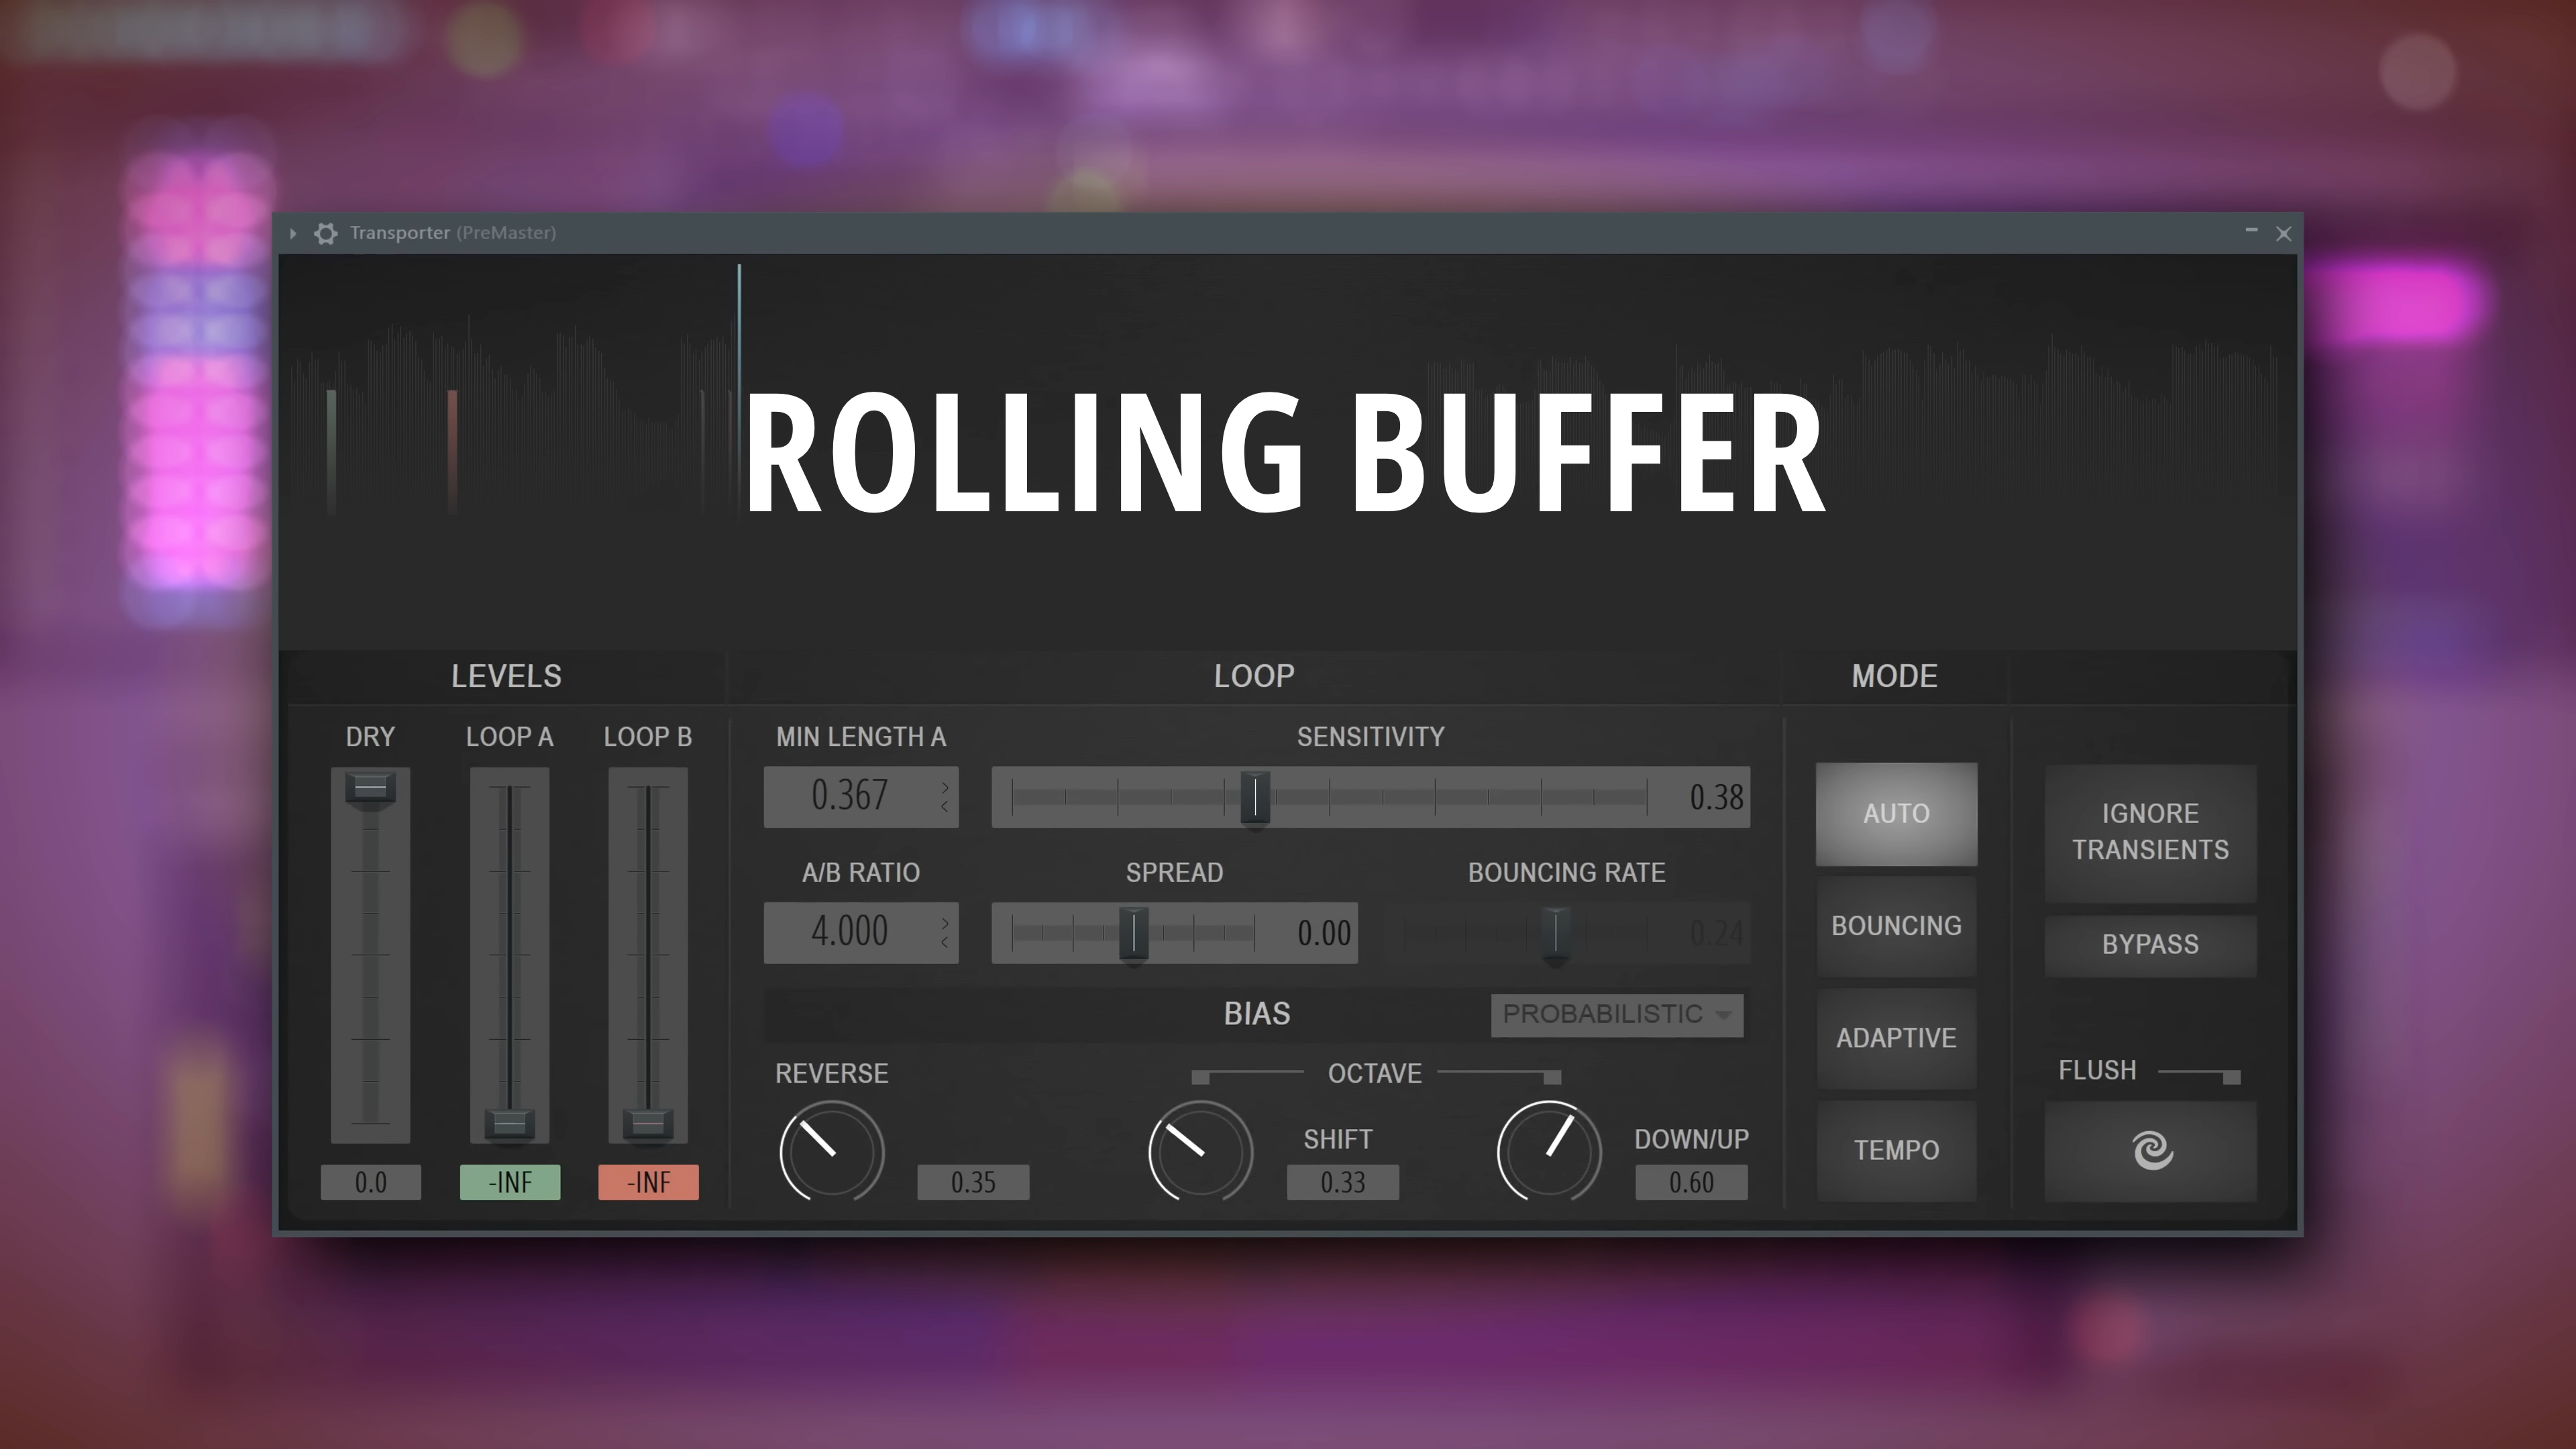 Transporter (PreMaster)
ROLLING BUFFER
LEVELS
LOOP
MODE
DRY
LOOP A
LOOP B
MIN LENGTH A
SENSITIVITY
0.367
0.38
AUTO
IGNORE
TRANSIENTS
A/B RATIO
SPREAD
BOUNCING RATE
4.000
0.00
0.24
BOUNCING
BYPASS
BIAS
PROBABILISTIC
ADAPTIVE
REVERSE
OCTAVE
FLUSH
SHIFT
DOWN/UP
TEMPO
0.0
-INF
-INF
0.35
0.33
0.60